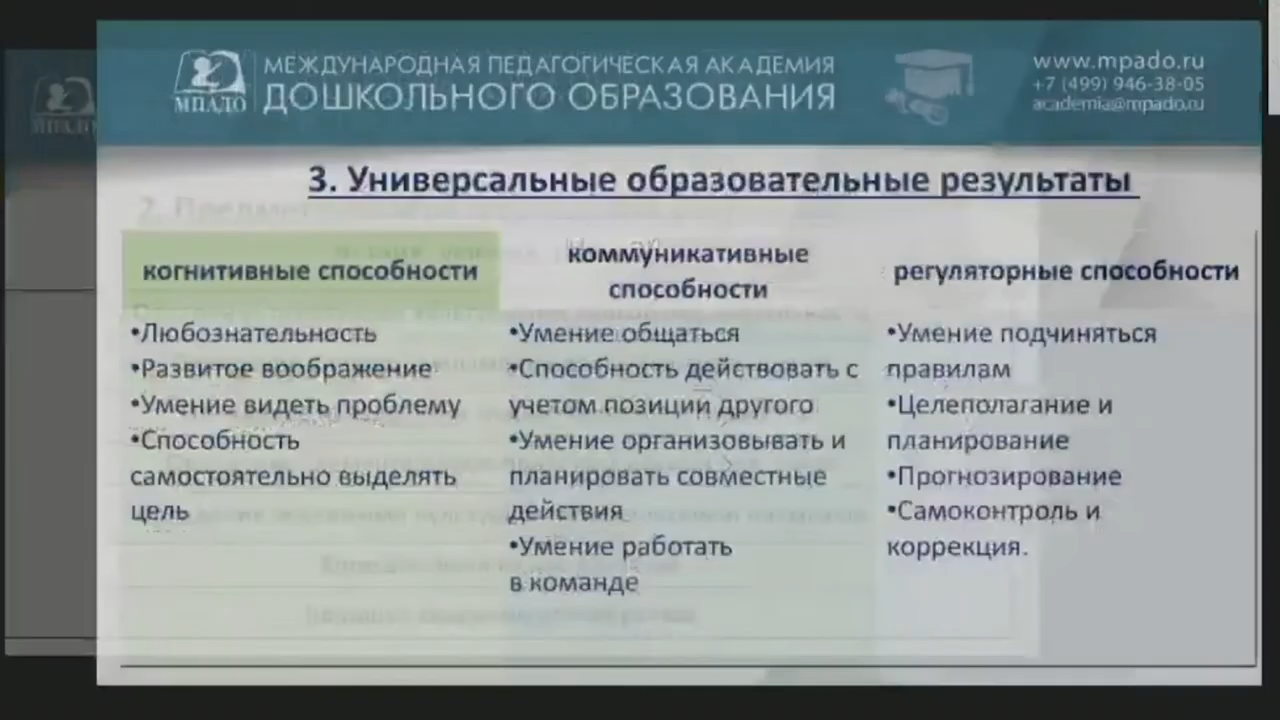 МПАДО
МЕЖДУНАРОДНАЯ ПЕДАГОГИЧЕСКАЯ АКАДЕМИЯ
ДОШКОЛЬНОГО ОБРАЗОВАНИЯ
www.mpado.ru
+7 (499) 946-38-05
academia@mpado.ru
МПАДО
3. Универсальные образовательные результаты
когнитивные способности
•Любознательность
•Развитое воображение
•Умение видеть проблему
•Способность
самостоятельно выделять
цель
коммуникативные
способности
•Умение общаться
•Способность действовать с
учетом позиции другого
•Умение организовывать и
планировать совместные
действия
•Умение работать
в команде
регуляторные способности
•Умение подчиняться
правилам
•Целеполагание и
планирование
•Прогнозирование
•Самоконтроль и
коррекция.